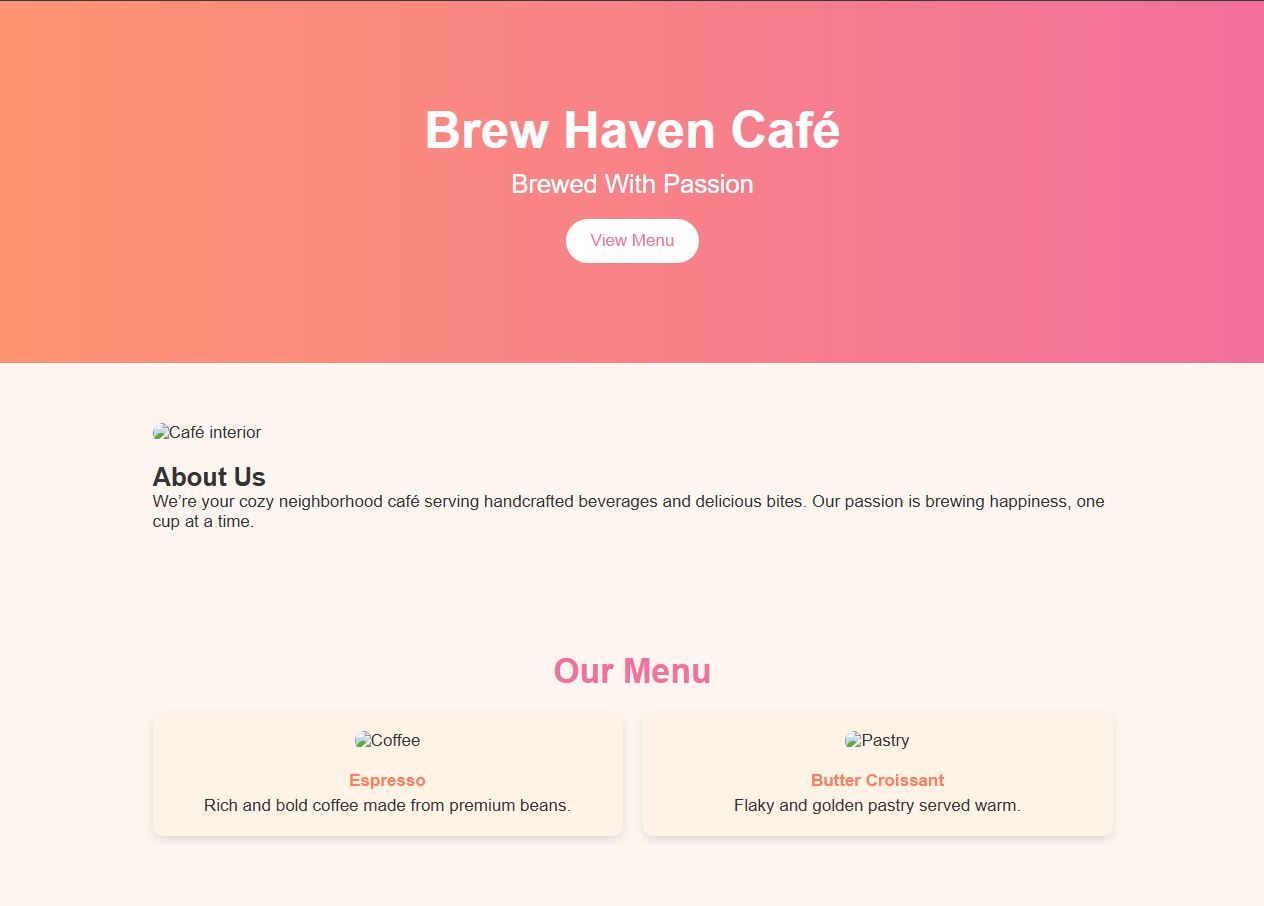 Brew Haven Café
Brewed With Passion
View Menu
Café interior
About Us
We’re your cozy neighborhood café serving handcrafted beverages and delicious bites. Our passion is brewing happiness, one
cup at a time.
Our Menu
Coffee
Espresso
Rich and bold coffee made from premium beans.
Pastry
Butter Croissant
Flaky and golden pastry served warm.